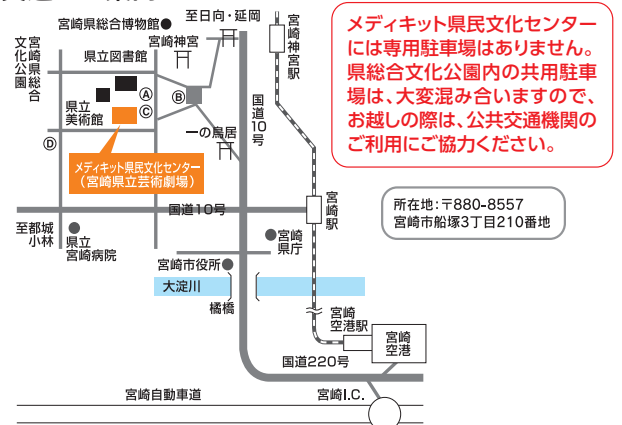 宮崎県総合博物館●
至日向・延岡
宮崎神宮
宮崎神宮駅
県立図書館
宮崎県総合
文化公園
Ⓐ
Ⓑ
Ⓒ
Ⓓ
県立
美術館
一の鳥居
国道10号
メディキット県民文化センター
(宮崎県立芸術劇場)
国道10号
宮崎駅
至都城
小林
県立
宮崎病院
宮崎
県庁
宮崎市役所●
大淀川
橘橋
宮崎
空港駅
宮崎
空港
国道220号
宮崎自動車道
宮崎I.C.
メディキット県民文化センター
には専用駐車場はありません。
県総合文化公園内の共用駐車
場は、大変混み合いますので、
お越しの際は、公共交通機関の
ご利用にご協力ください。
所在地:〒880-8557
宮崎市船塚3丁目210番地